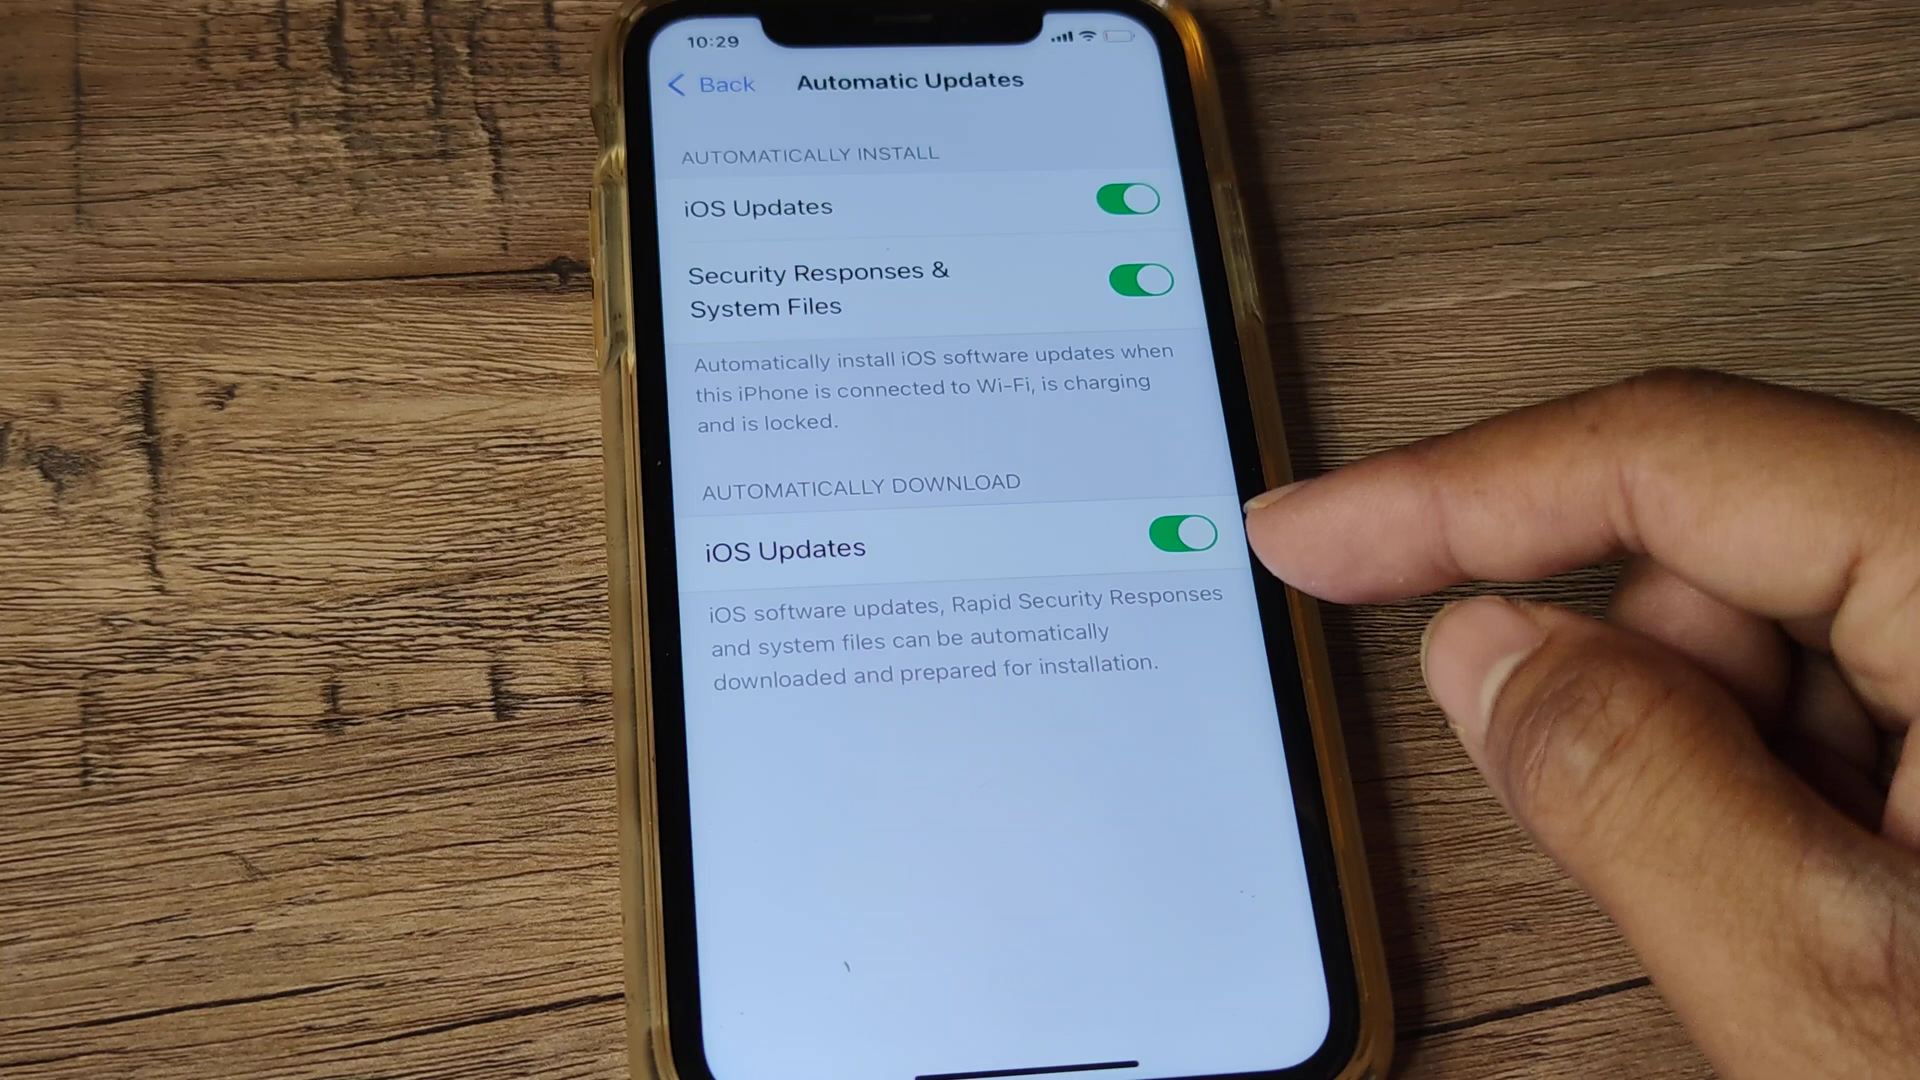 10:29
Back Automatic Updates
AUTOMATICALLY INSTALL
iOS Updates
Security Responses &
System Files
Automatically install iOS software updates when
this iPhone is connected to Wi-Fi, is charging
and is locked.
AUTOMATICALLY DOWNLOAD
iOS Updates
iOS software updates, Rapid Security Responses
and system files can be automatically
downloaded and prepared for installation.